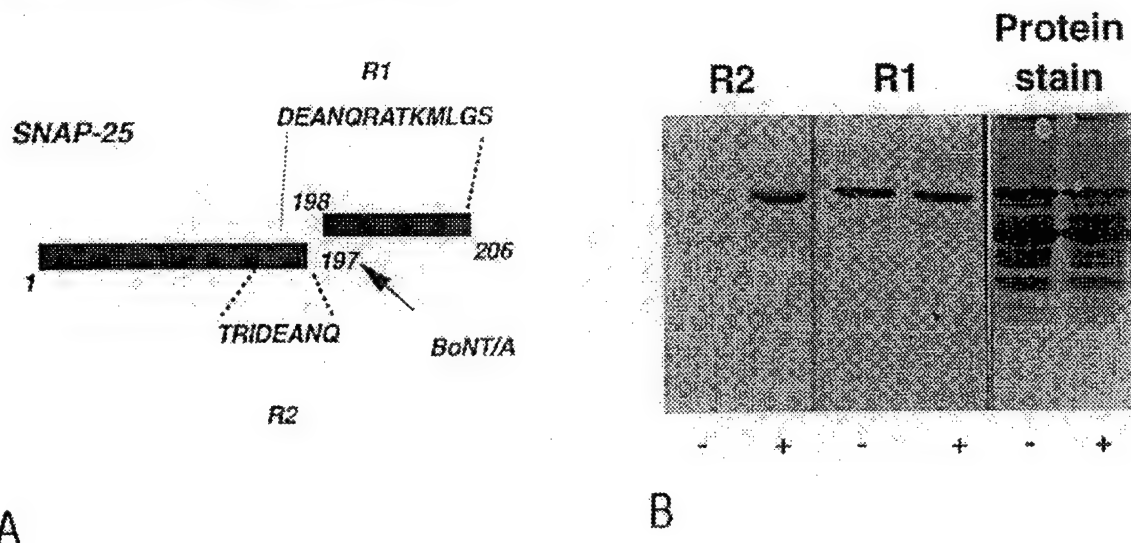 R1
DEANQRATKMLGS
SNAP-25
198
1
197
206
TRIDEANQ
BoNT/A
R2
A
Protein
stain
R2
R1
- + - + - +
B